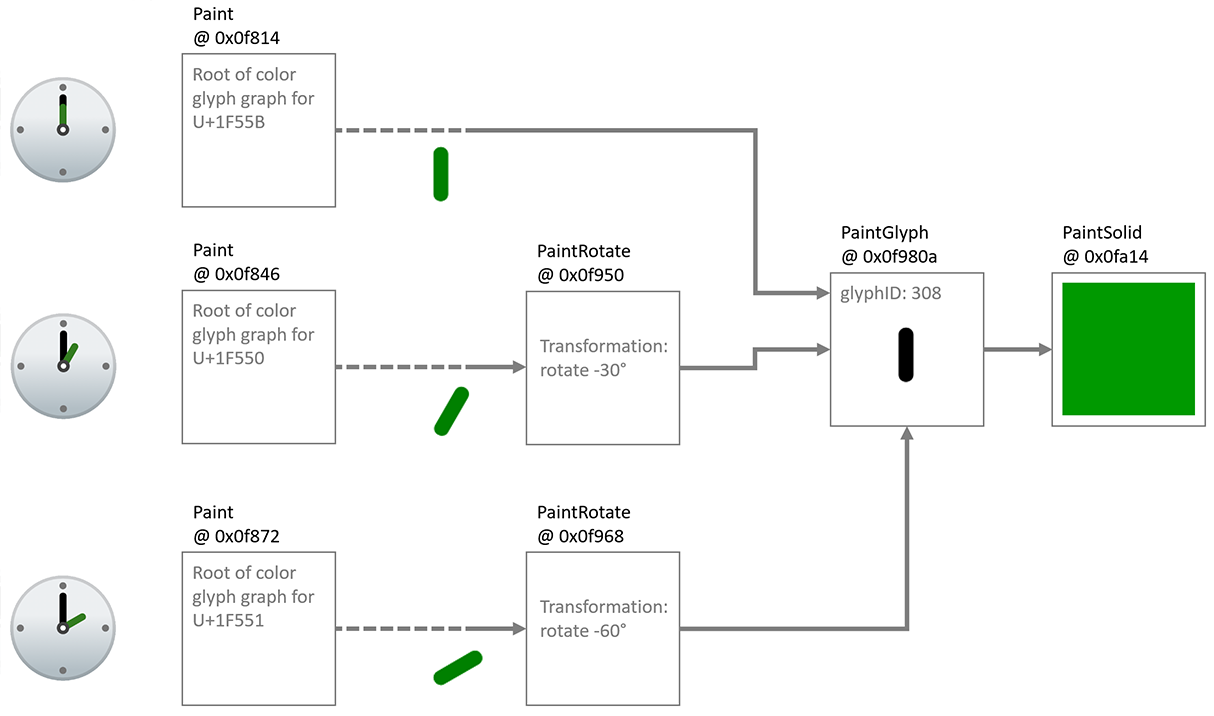 Paint
@ 0x0f814
Root of color
glyph graph for
U+1F55B
Paint
@ 0x0f846
Root of color
glyph graph for
U+1F550
PaintRotate
@ 0x0f950
Transformation:
rotate -30°
PaintGlyph
@ 0x0f980a
glyphID: 308
PaintSolid
@ 0x0fa14
Paint
@ 0x0f872
Root of color
glyph graph for
U+1F551
PaintRotate
@ 0x0f968
Transformation:
rotate -60°